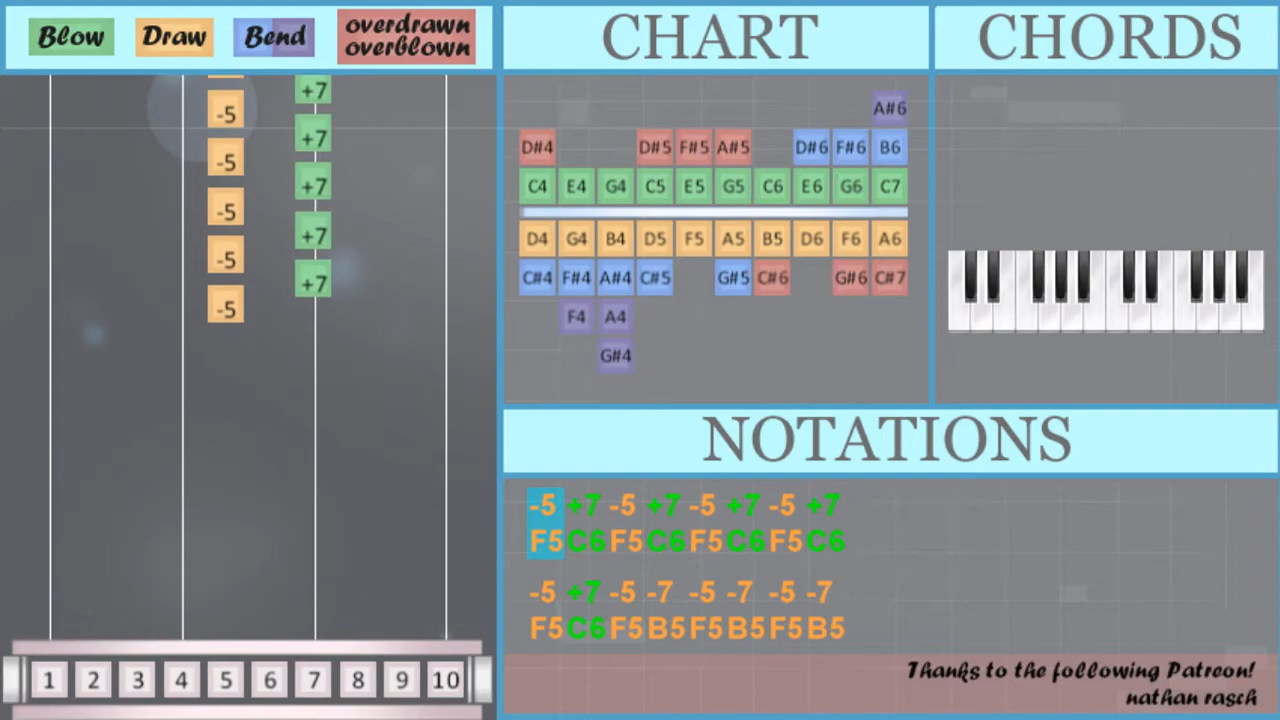 Blow Draw Bend overdrawn
overblown
CHART
CHORDS
+7
-5
+7
-5
+7
-5
+7
-5
+7
-5
A#6
D#4 D#5 F#5 A#5 D#6 F#6 B6
C4 E4 G4 C5 E5 G5 C6 E6 G6 C7
D4 G4 B4 D5 F5 A5 B5 D6 F6 A6
C#4 F#4 A#4 C#5 G#5 C#6 G#6 C#7
F4 A4
G#4
NOTATIONS
-5 +7 -5 +7 -5 +7 -5 +7
F5 C6 F5 C6 F5 C6 F5 C6
-5 +7 -5 -7 -5 -7 -5 -7
F5 C6 F5 B5 F5 B5 F5 B5
1 2 3 4 5 6 7 8 9 10
Thanks to the following Patreon!
nathan rasch